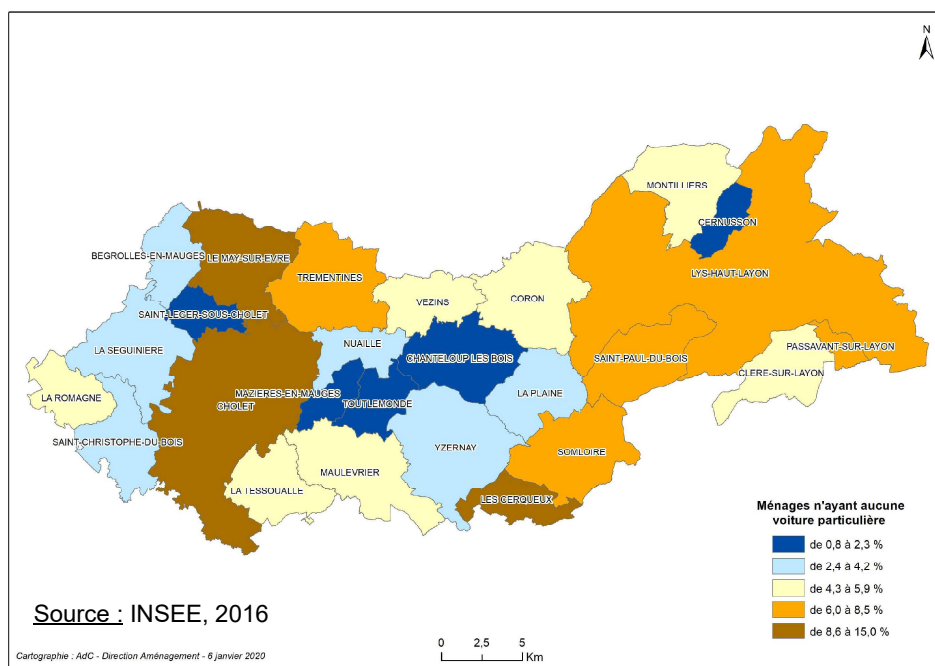 N
MONTILLIERS
CERNUSSON
BEGROLLES-EN-MAUGES
LE MAY-SUR-EVRE
LYS-HAUT-LAYON
TREMENTINES
VEZINS
CORON
SAINT-LEGER-SOUS-CHOLET
NUAILLE
PASSAVANT-SUR-LAYON
LA SEGUINIERE
CHANTELOUP LES BOIS
SAINT-PAUL-DU-BOIS
CLERE-SUR-LAYON
MAZIERES-EN-MAUGES
LA PLAINE
LA ROMAGNE
CHOLET
TOUTLEMONDE
SAINT-CHRISTOPHE-DU-BOIS
YZERNAY
SOMLOIRE
MAULEVRIER
LA TESSOUALLE
LES CERQUEUX
Ménages n'ayant aucune
voiture particulière
de 0,8 à 2,3 %
de 2,4 à 4,2 %
de 4,3 à 5,9 %
de 6,0 à 8,5 %
de 8,6 à 15,0 %
Source : INSEE, 2016
0 2,5 5
Km
Cartographie : AdC - Direction Aménagement - 6 janvier 2020